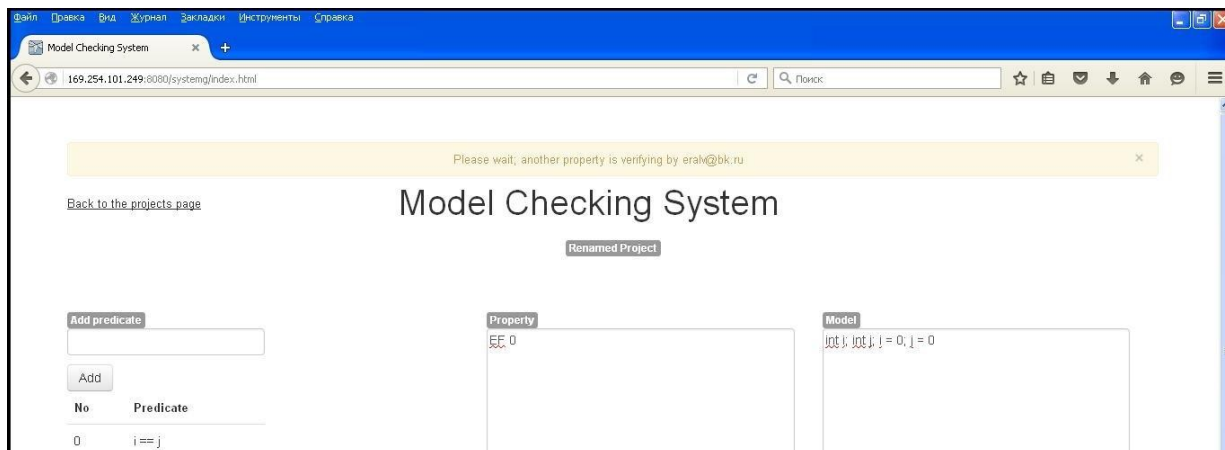 Файл Правка Вид Журнал Закладки Инструменты Справка
Model Checking System × +
169.254.101.249:8080/systemg/index.html
Поиск
Please wait, another property is verifying by eralv@bk.ru ×
Back to the projects page
Model Checking System
Renamed Project
Add predicate
Property
Model
EF 0
int i; int j; i = 0; j = 0
Add
No Predicate
0 i == j